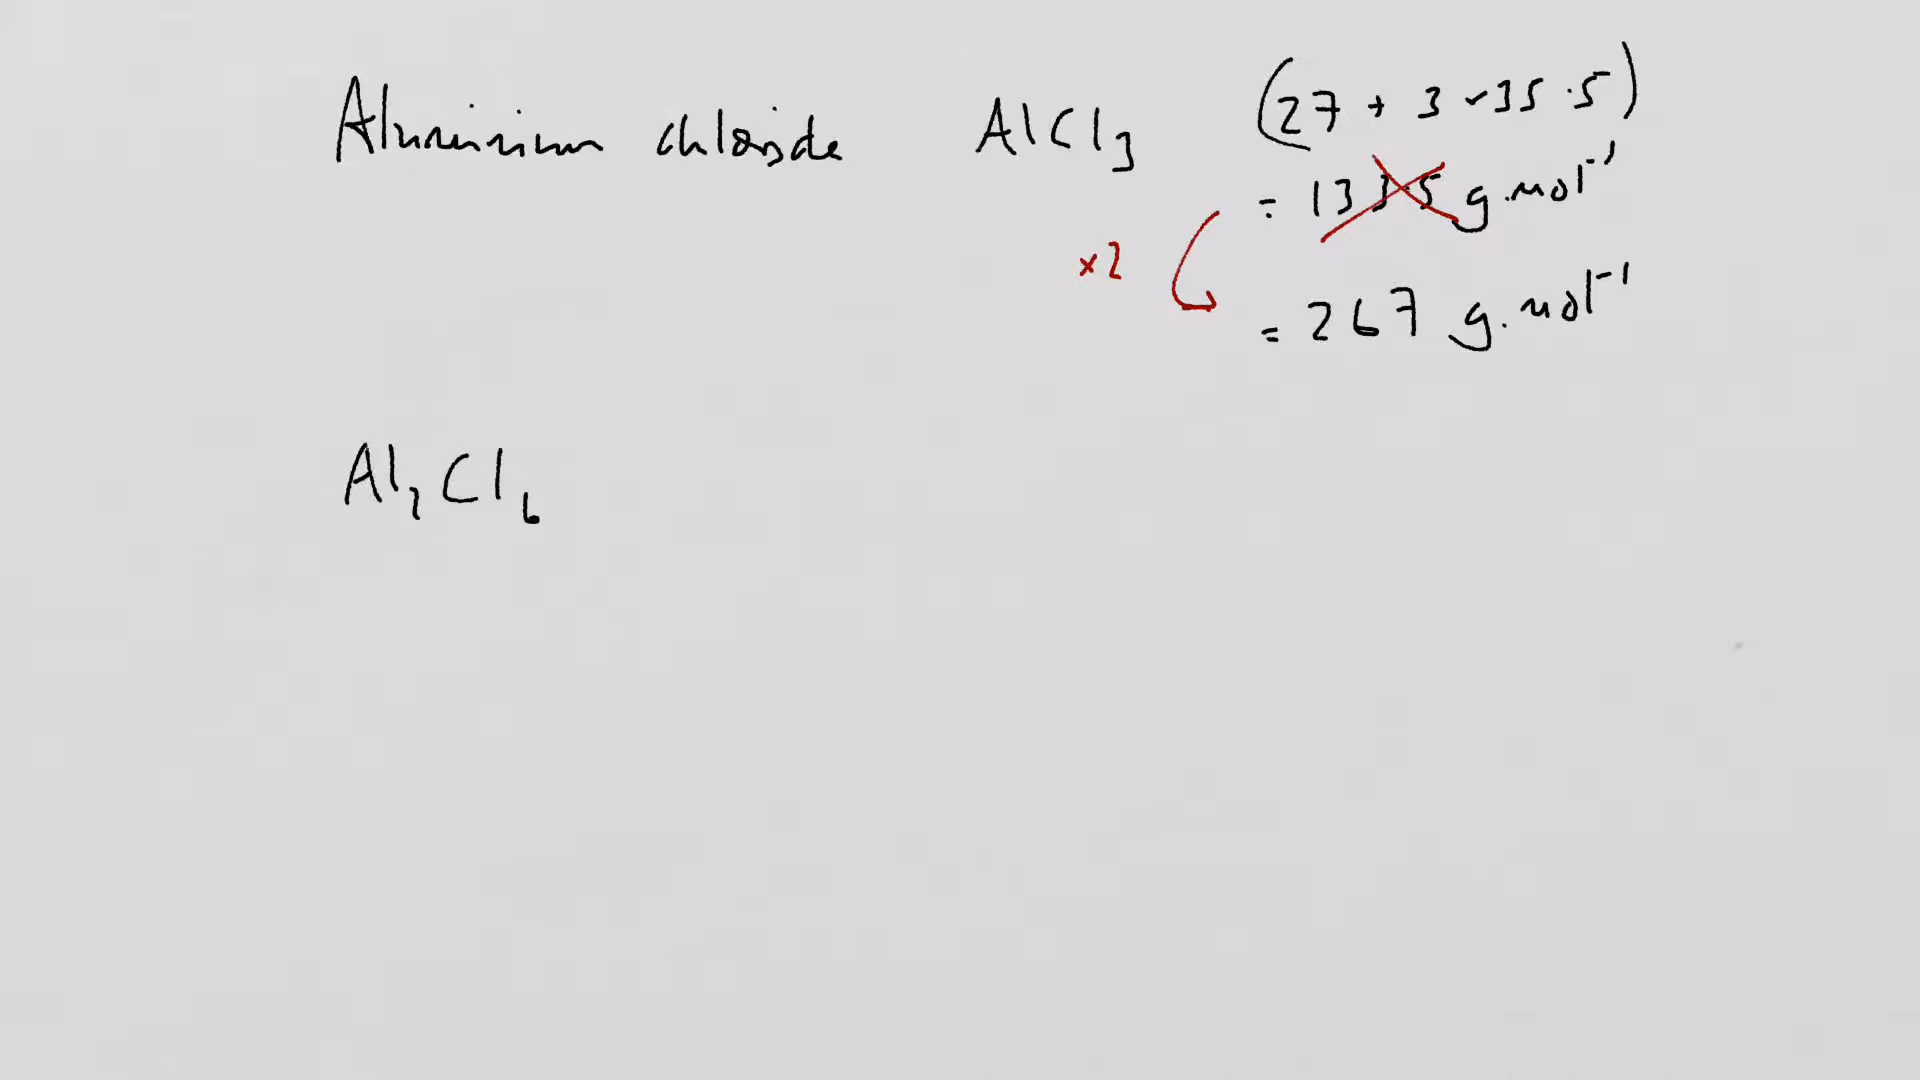 Aluminium chloride AlCl₃ (27 + 3 × 35.5)
= 133.5 g.mol⁻¹
×2
= 267 g.mol⁻¹
Al₂Cl₆